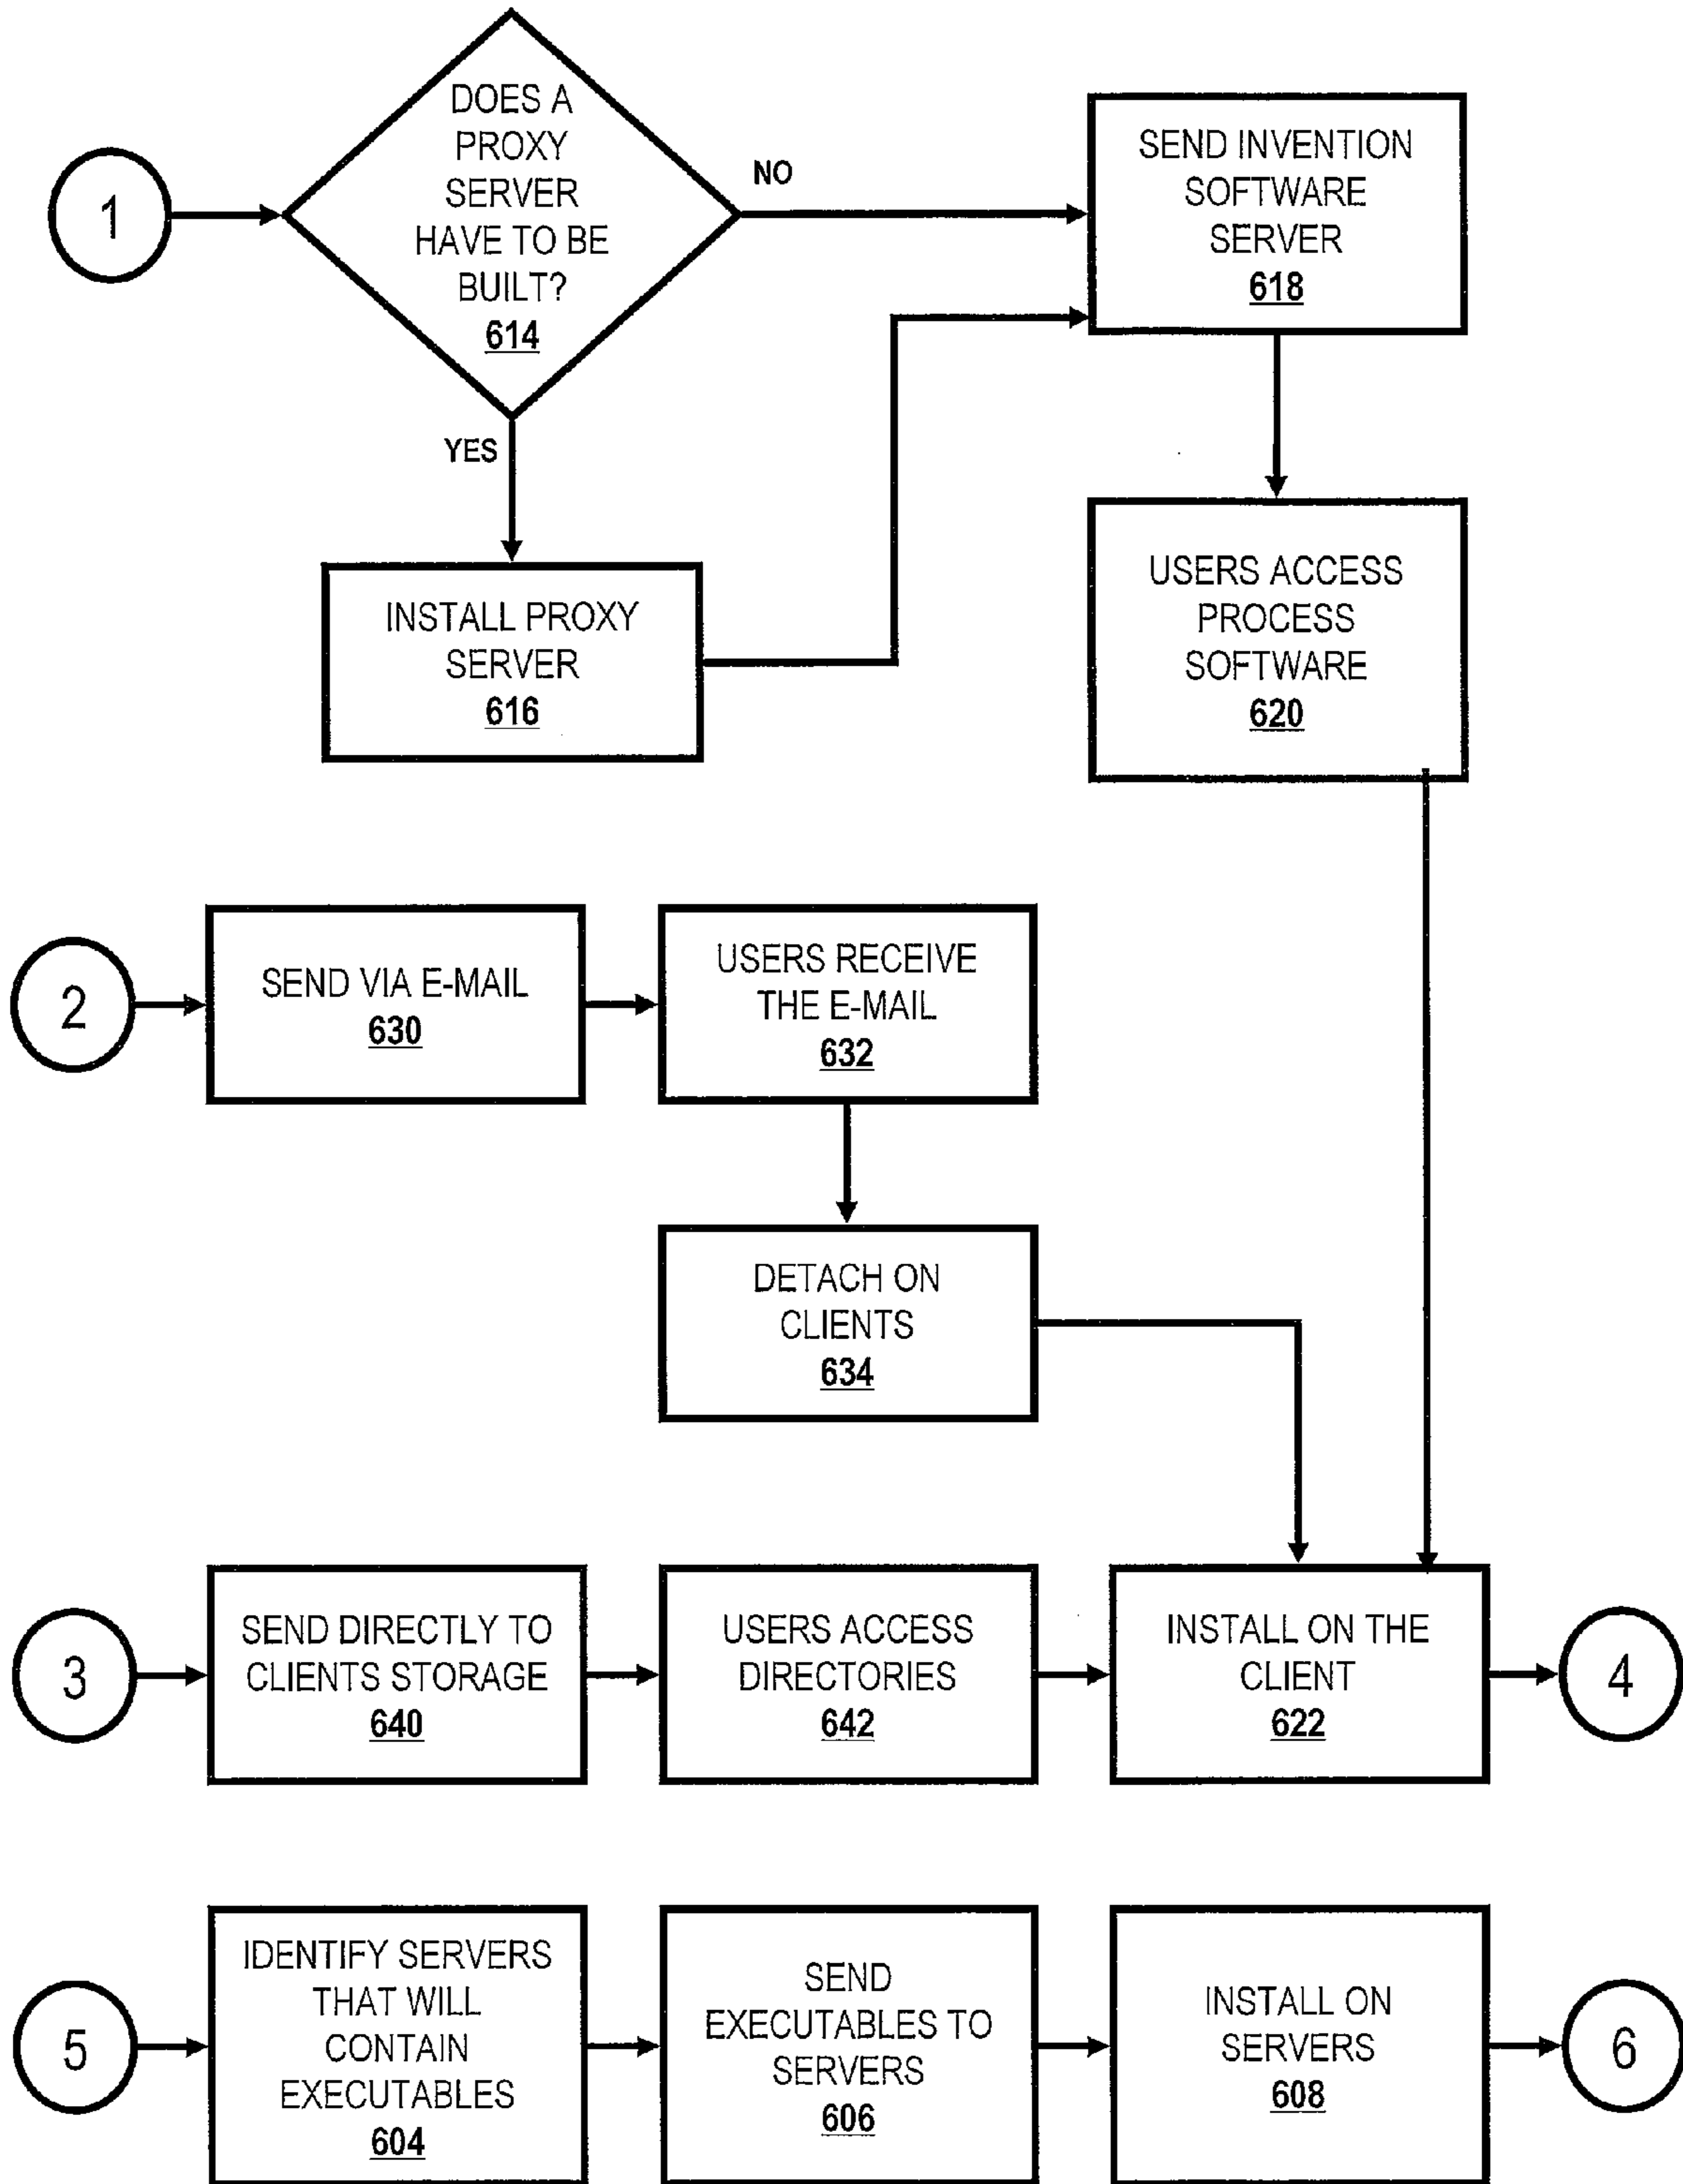 1
DOES A
PROXY
SERVER
HAVE TO BE
BUILT?
614
NO
YES
SEND INVENTION
SOFTWARE
SERVER
618
INSTALL PROXY
SERVER
616
USERS ACCESS
PROCESS
SOFTWARE
620
2
SEND VIA E-MAIL
630
USERS RECEIVE
THE E-MAIL
632
DETACH ON
CLIENTS
634
3
SEND DIRECTLY TO
CLIENTS STORAGE
640
USERS ACCESS
DIRECTORIES
642
INSTALL ON THE
CLIENT
622
4
5
IDENTIFY SERVERS
THAT WILL
CONTAIN
EXECUTABLES
604
SEND
EXECUTABLES TO
SERVERS
606
INSTALL ON
SERVERS
608
6